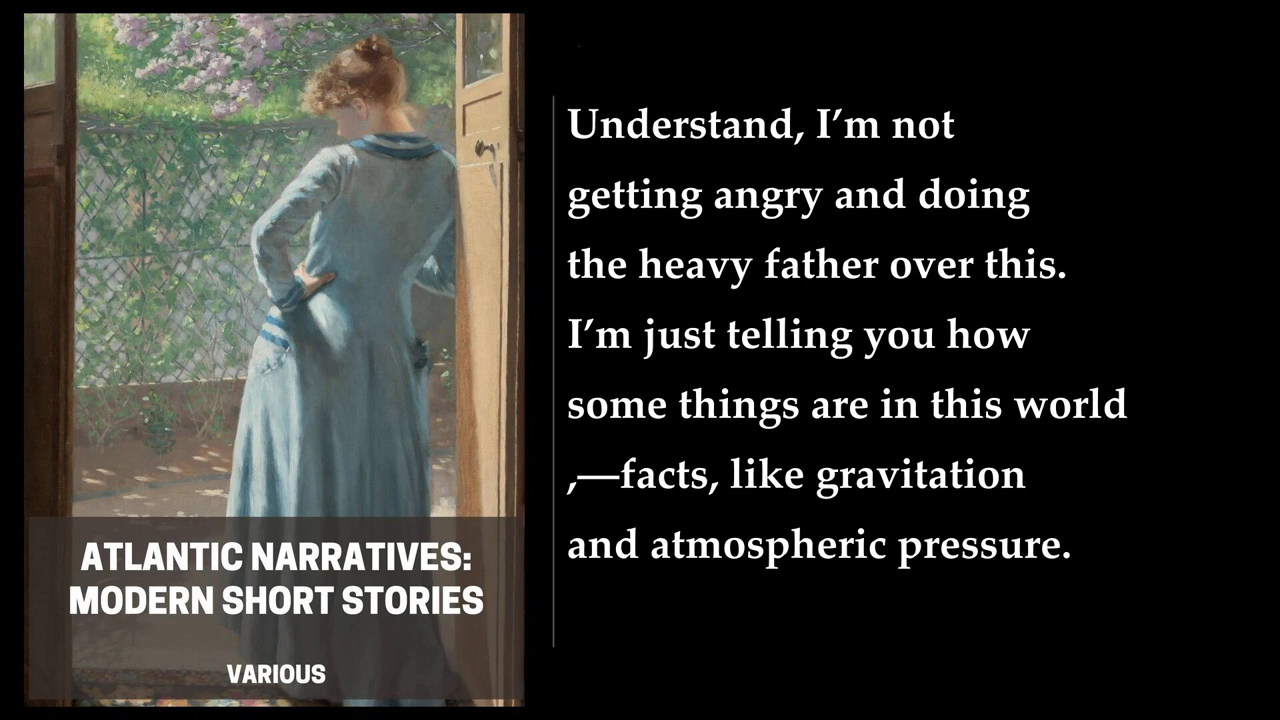 ATLANTIC NARRATIVES:
MODERN SHORT STORIES
VARIOUS
Understand, I’m not
getting angry and doing
the heavy father over this.
I’m just telling you how
some things are in this world
,—facts, like gravitation
and atmospheric pressure.